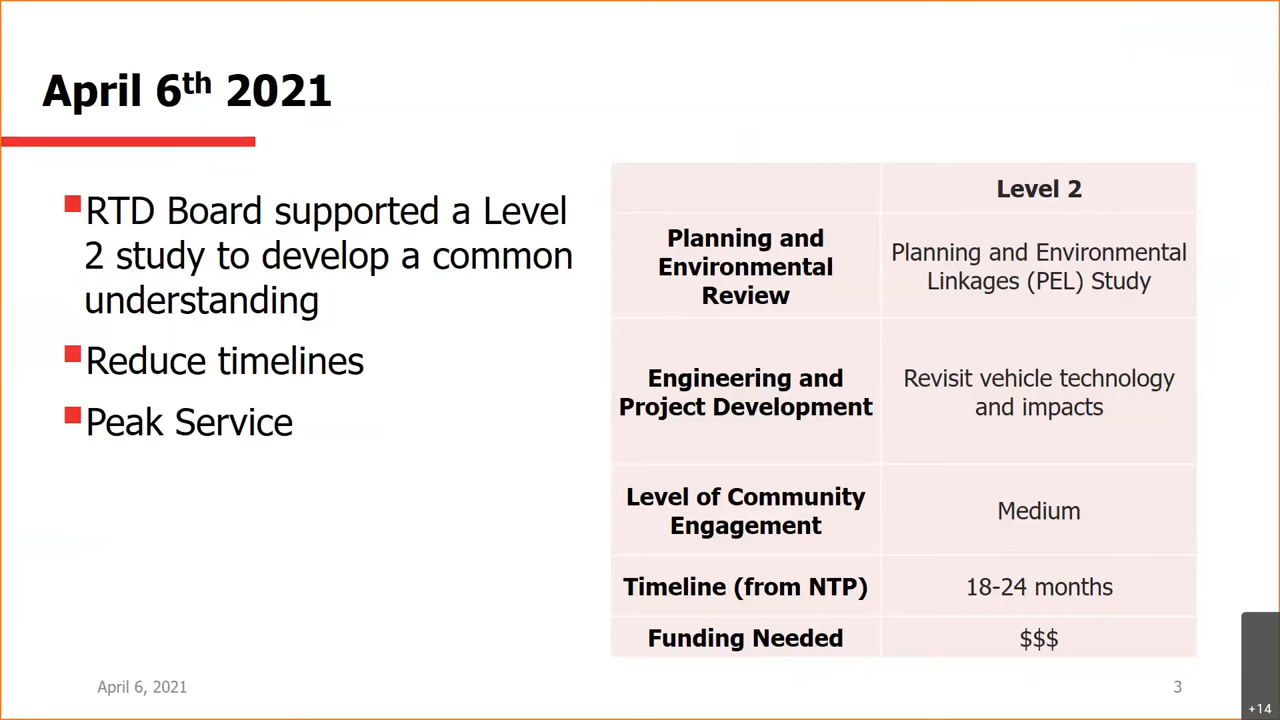 April 6th 2021
RTD Board supported a Level
2 study to develop a common
understanding
Reduce timelines
Peak Service
Level 2
Planning and
Environmental
Review
Planning and Environmental
Linkages (PEL) Study
Engineering and
Project Development
Revisit vehicle technology
and impacts
Level of Community
Engagement
Medium
Timeline (from NTP)
18-24 months
Funding Needed
$$$
April 6, 2021
3
+14